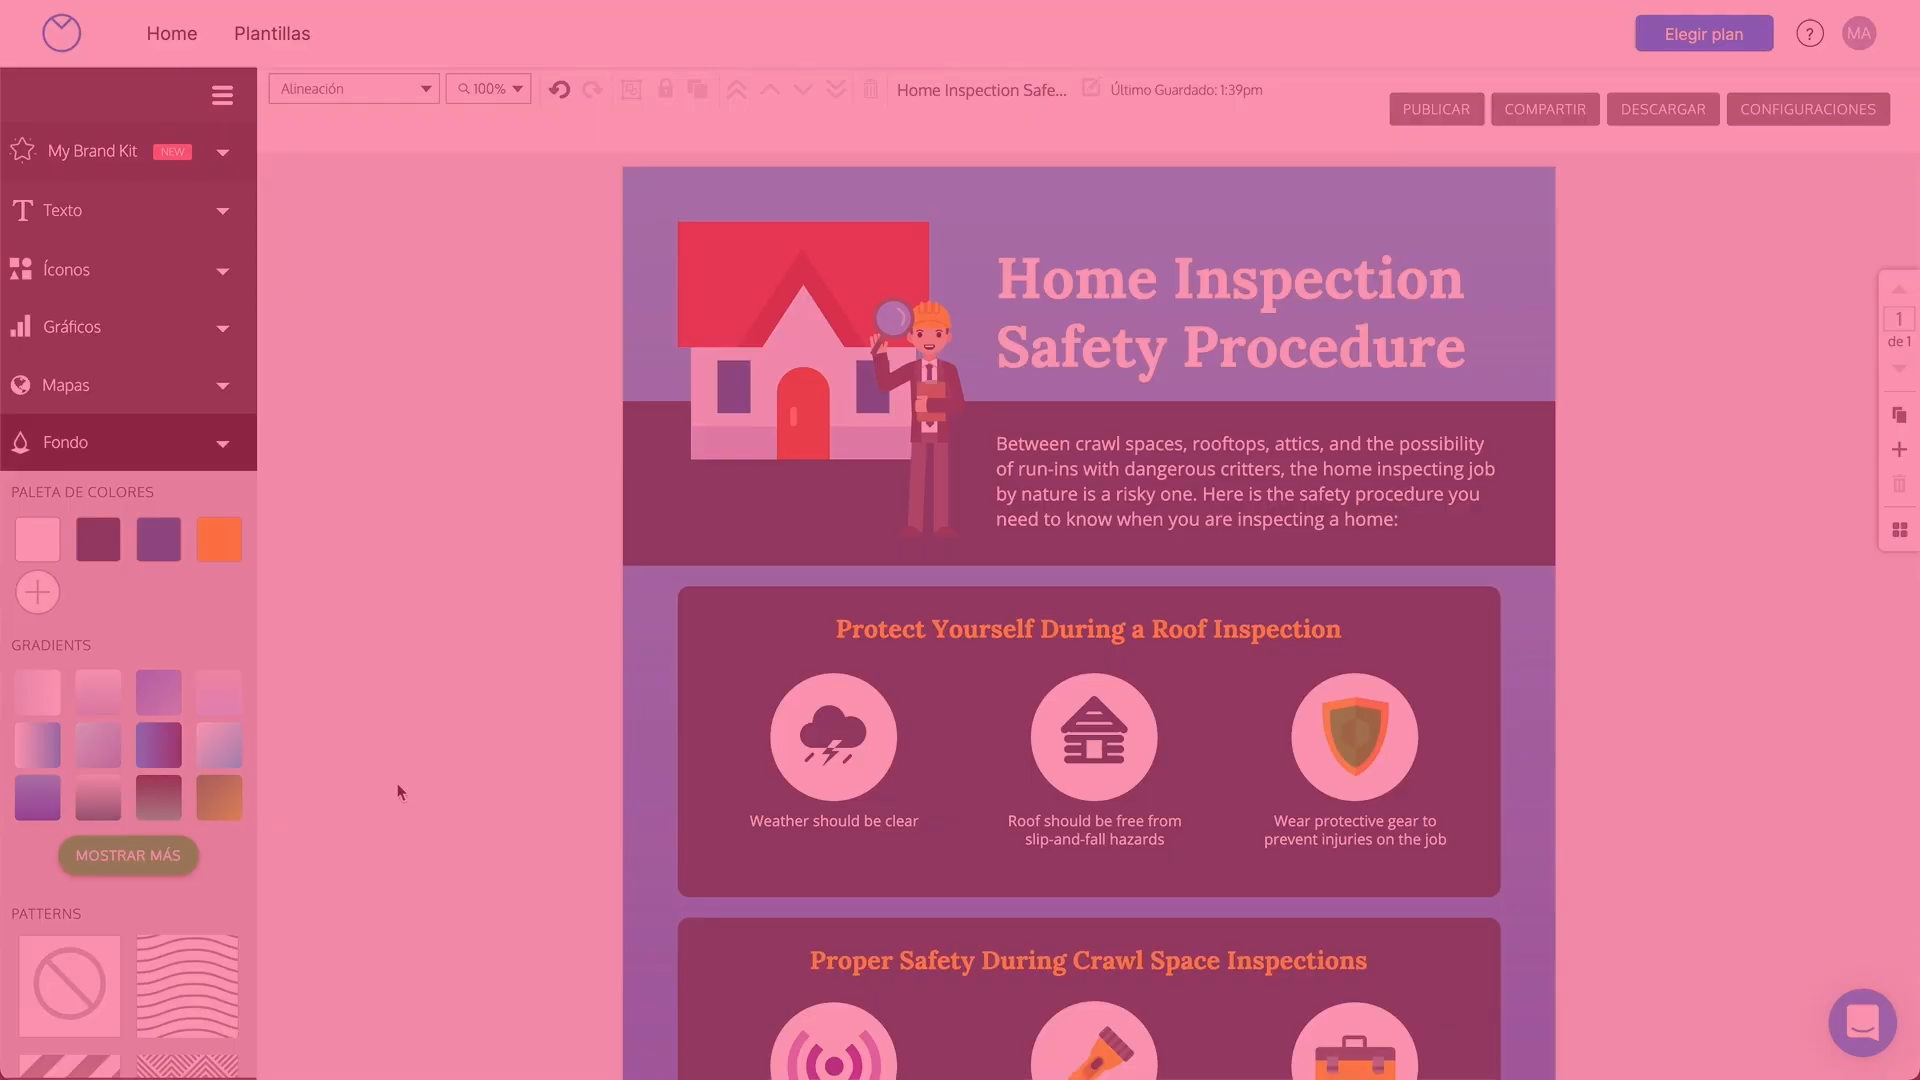 Home
Plantillas
Elegir plan
?
MA
Alineación
100%
Home Inspection Safe...
Último Guardado: 1:39pm
PUBLICAR
COMPARTIR
DESCARGAR
CONFIGURACIONES
My Brand Kit
NEW
Texto
Íconos
Gráficos
Mapas
Fondo
PALETA DE COLORES
GRADIENTS
MOSTRAR MÁS
PATTERNS
Home Inspection
Safety Procedure
Between crawl spaces, rooftops, attics, and the possibility
of run-ins with dangerous critters, the home inspecting job
by nature is a risky one. Here is the safety procedure you
need to know when you are inspecting a home:
Protect Yourself During a Roof Inspection
Weather should be clear
Roof should be free from
slip-and-fall hazards
Wear protective gear to
prevent injuries on the job
Proper Safety During Crawl Space Inspections
1
de 1